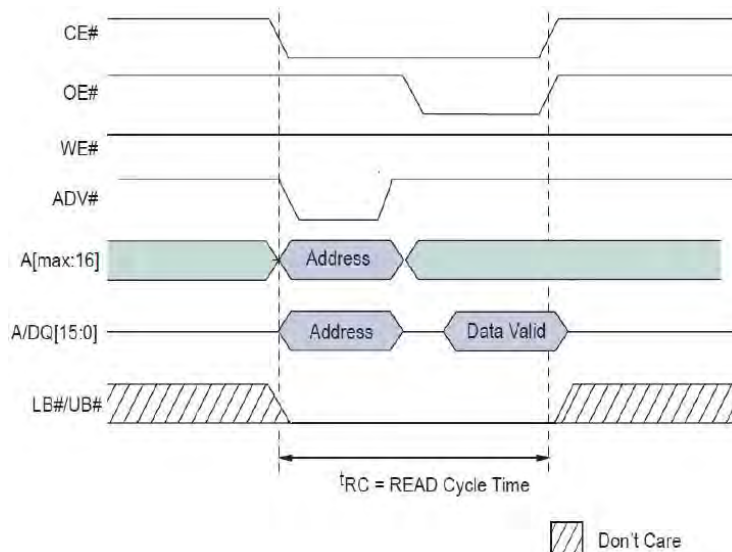 CE#
OE#
WE#
ADV#
A[max:16] Address
A/DQ[15:0] Address Data Valid
LB#/UB#
tRC = READ Cycle Time
Don't Care